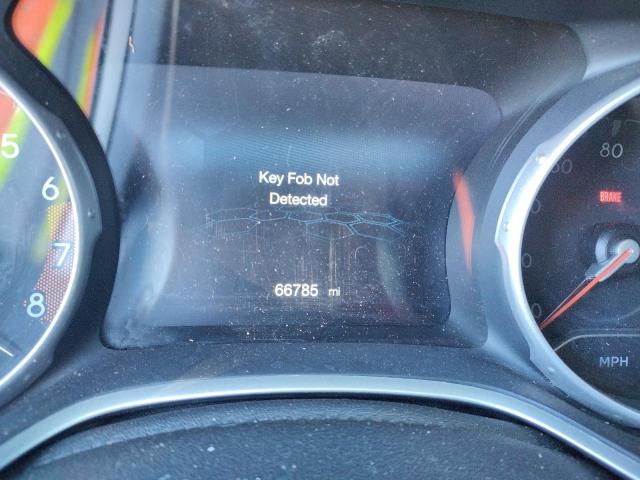 Key Fob Not
Detected
66785 mi
5
6
7
8
80
BRAKE
MPH